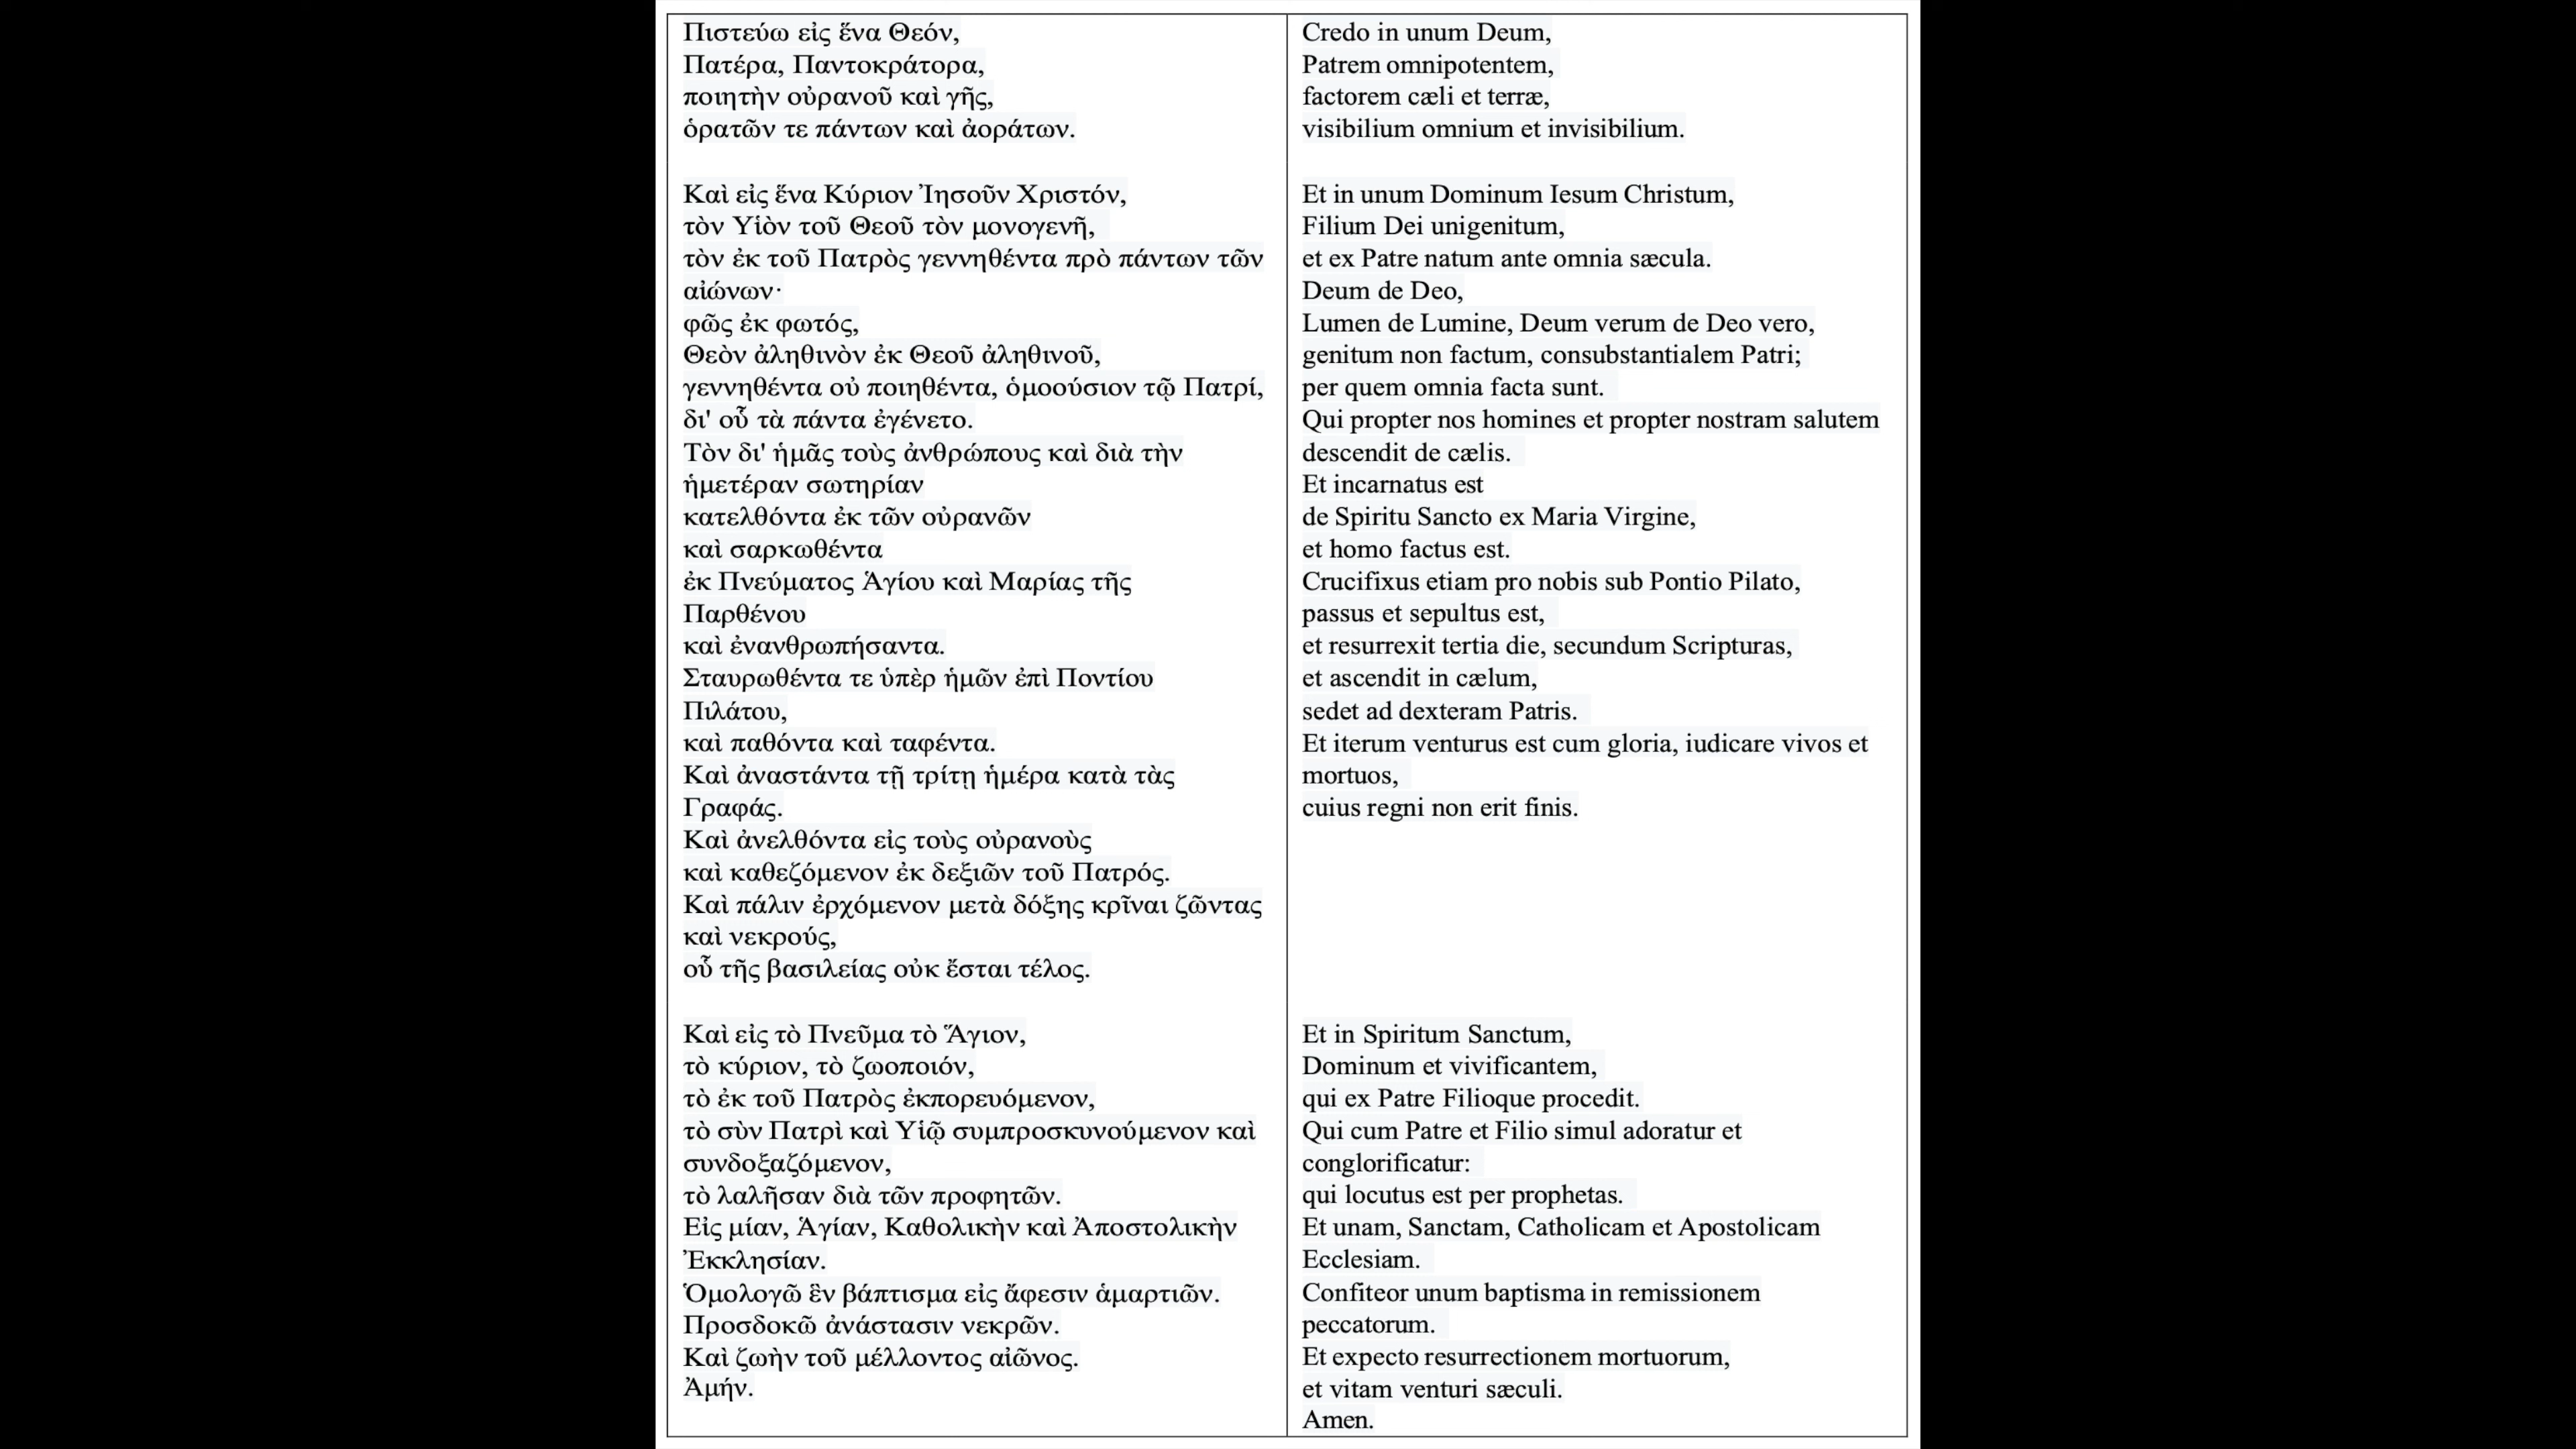 Πιστεύω εἰς ἕνα Θεόν,
Πατέρα, Παντοκράτορα,
ποιητὴν οὐρανοῦ καὶ γῆς,
ὁρατῶν τε πάντων καὶ ἀοράτων.
Καὶ εἰς ἕνα Κύριον Ἰησοῦν Χριστόν,
τὸν Υἱὸν τοῦ Θεοῦ τὸν μονογενῆ,
τὸν ἐκ τοῦ Πατρὸς γεννηθέντα πρὸ πάντων τῶν
αἰώνων·
φῶς ἐκ φωτός,
Θεὸν ἀληθινὸν ἐκ Θεοῦ ἀληθινοῦ,
γεννηθέντα οὐ ποιηθέντα, ὁμοούσιον τῷ Πατρί,
δι' οὗ τὰ πάντα ἐγένετο.
Τὸν δι' ἡμᾶς τοὺς ἀνθρώπους καὶ διὰ τὴν
ἡμετέραν σωτηρίαν
κατελθόντα ἐκ τῶν οὐρανῶν
καὶ σαρκωθέντα
ἐκ Πνεύματος Ἁγίου καὶ Μαρίας τῆς
Παρθένου
καὶ ἐνανθρωπήσαντα.
Σταυρωθέντα τε ὑπὲρ ἡμῶν ἐπὶ Ποντίου
Πιλάτου,
καὶ παθόντα καὶ ταφέντα.
Καὶ ἀναστάντα τῇ τρίτῃ ἡμέρα κατὰ τὰς
Γραφάς.
Καὶ ἀνελθόντα εἰς τοὺς οὐρανοὺς
καὶ καθεζόμενον ἐκ δεξιῶν τοῦ Πατρός.
Καὶ πάλιν ἐρχόμενον μετὰ δόξης κρῖναι ζῶντας
καὶ νεκρούς,
οὗ τῆς βασιλείας οὐκ ἔσται τέλος.
Καὶ εἰς τὸ Πνεῦμα τὸ Ἅγιον,
τὸ κύριον, τὸ ζωοποιόν,
τὸ ἐκ τοῦ Πατρὸς ἐκπορευόμενον,
τὸ σὺν Πατρὶ καὶ Υἱῷ συμπροσκυνούμενον καὶ
συνδοξαζόμενον,
τὸ λαλῆσαν διὰ τῶν προφητῶν.
Εἰς μίαν, Ἁγίαν, Καθολικὴν καὶ Ἀποστολικὴν
Ἐκκλησίαν.
Ὁμολογῶ ἓν βάπτισμα εἰς ἄφεσιν ἁμαρτιῶν.
Προσδοκῶ ἀνάστασιν νεκρῶν.
Καὶ ζωὴν τοῦ μέλλοντος αἰῶνος.
Ἀμήν.
Credo in unum Deum,
Patrem omnipotentem,
factorem cæli et terræ,
visibilium omnium et invisibilium.
Et in unum Dominum Iesum Christum,
Filium Dei unigenitum,
et ex Patre natum ante omnia sæcula.
Deum de Deo,
Lumen de Lumine, Deum verum de Deo vero,
genitum non factum, consubstantialem Patri;
per quem omnia facta sunt.
Qui propter nos homines et propter nostram salutem
descendit de cælis.
Et incarnatus est
de Spiritu Sancto ex Maria Virgine,
et homo factus est.
Crucifixus etiam pro nobis sub Pontio Pilato,
passus et sepultus est,
et resurrexit tertia die, secundum Scripturas,
et ascendit in cælum,
sedet ad dexteram Patris.
Et iterum venturus est cum gloria, iudicare vivos et
mortuos,
cuius regni non erit finis.
Et in Spiritum Sanctum,
Dominum et vivificantem,
qui ex Patre Filioque procedit.
Qui cum Patre et Filio simul adoratur et
conglorificatur:
qui locutus est per prophetas.
Et unam, Sanctam, Catholicam et Apostolicam
Ecclesiam.
Confiteor unum baptisma in remissionem
peccatorum.
Et expecto resurrectionem mortuorum,
et vitam venturi sæculi.
Amen.